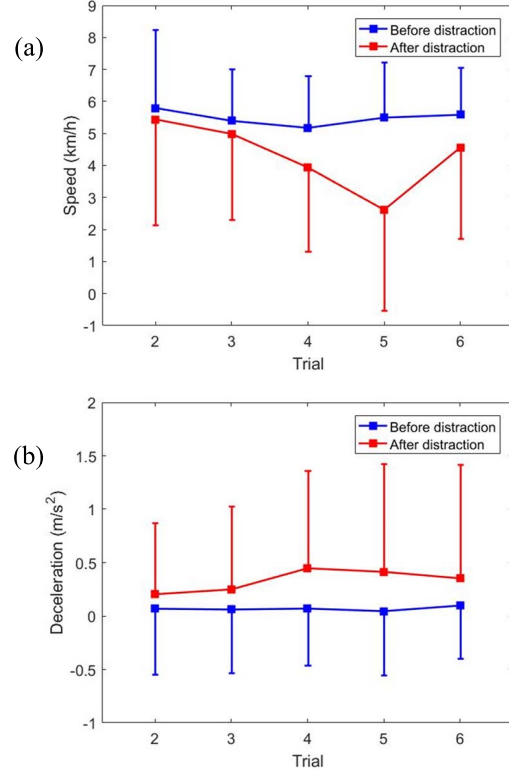 (a)
9
8
7
6
5
4
3
2
1
0
-1
Speed (km/h)
Before distraction
After distraction
2 3 4 5 6
Trial
(b)
2
1.5
1
0.5
0
-0.5
-1
Deceleration (m/s²)
Before distraction
After distraction
2 3 4 5 6
Trial